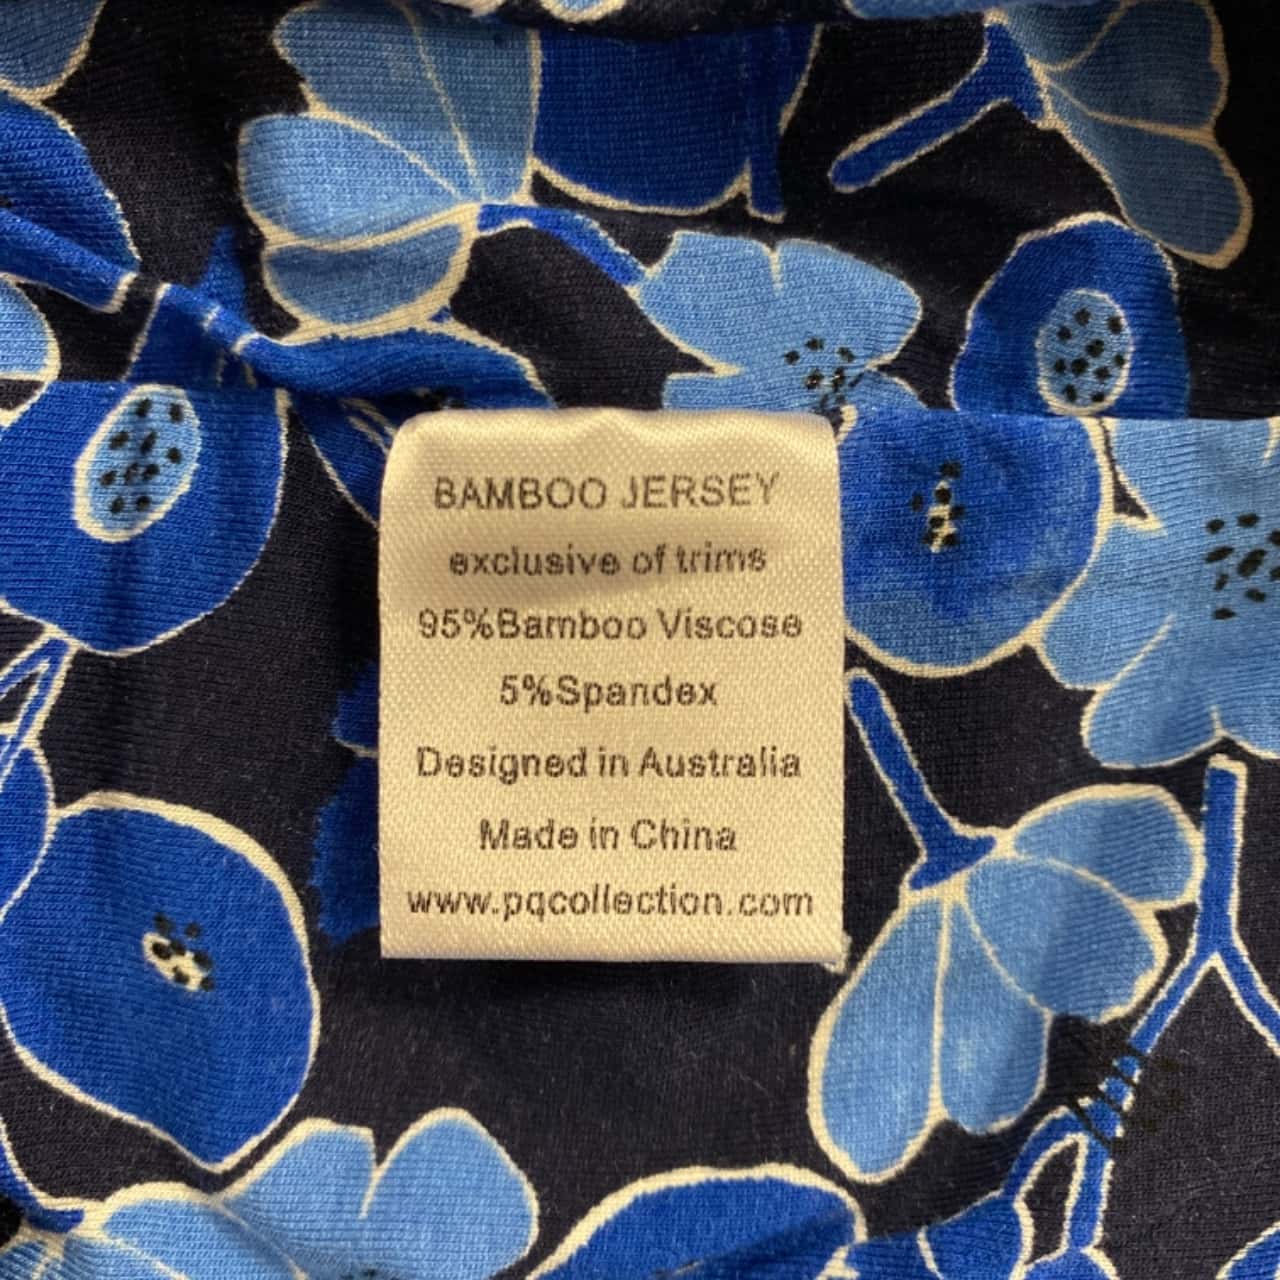 BAMBOO JERSEY
exclusive of trims
95%Bamboo Viscose
5%Spandex
Designed in Australia
Made in China
www.pqcollection.com